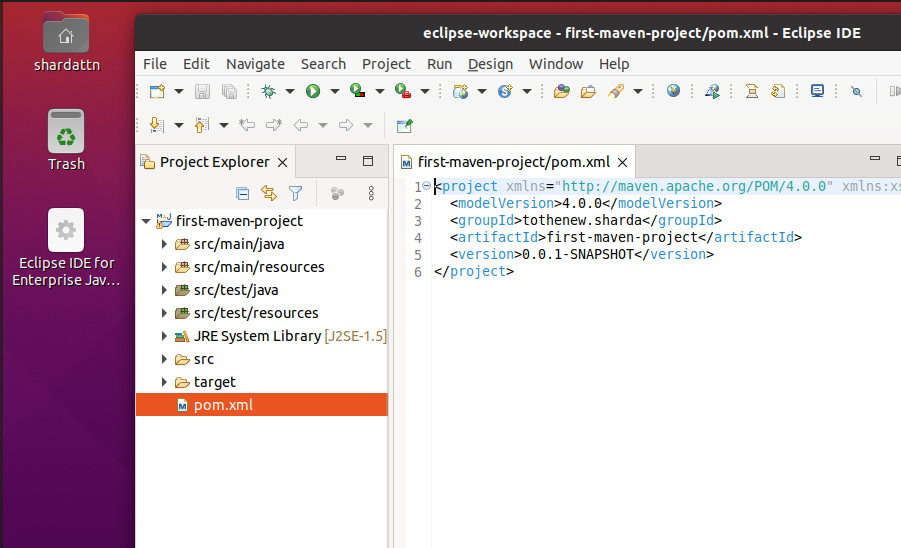 shardattn
Trash
Eclipse IDE for
Enterprise Jav...
eclipse-workspace - first-maven-project/pom.xml - Eclipse IDE
File Edit Navigate Search Project Run Design Window Help
Project Explorer
first-maven-project
src/main/java
src/main/resources
src/test/java
src/test/resources
JRE System Library [J2SE-1.5]
src
target
pom.xml
first-maven-project/pom.xml
1 <project xmlns="http://maven.apache.org/POM/4.0.0" xmlns:xs
2 <modelVersion>4.0.0</modelVersion>
3 <groupId>tothenew.sharda</groupId>
4 <artifactId>first-maven-project</artifactId>
5 <version>0.0.1-SNAPSHOT</version>
6 </project>